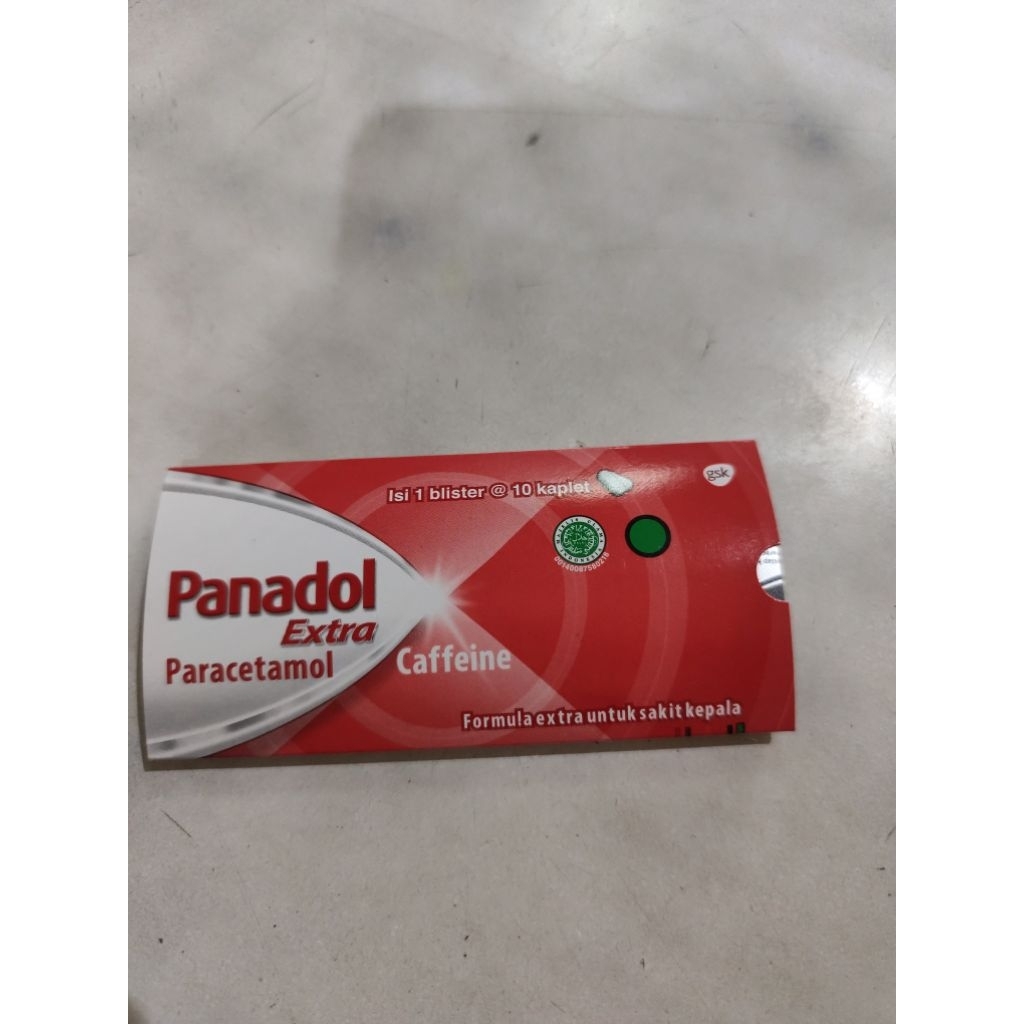 Isi 1 blister @ 10 kaplet
gsk
Panadol
Extra
Paracetamol
Caffeine
Formula extra untuk sakit kepala